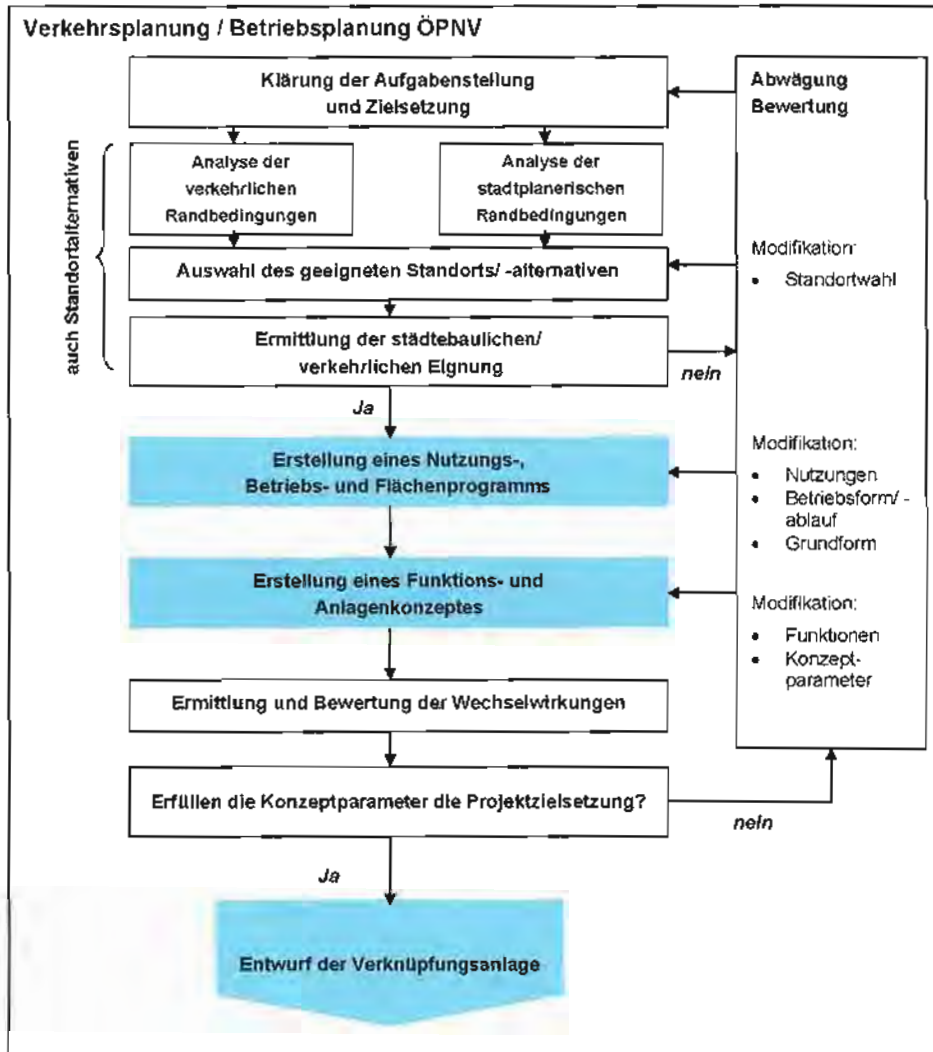 Verkehrsplanung / Betriebsplanung ÖPNV
Klärung der Aufgabenstellung
und Zielsetzung
Abwägung
Bewertung
auch Standortalternativen
Analyse der
verkehrlichen
Randbedingungen
Analyse der
stadtplanerischen
Randbedingungen
Auswahl des geeigneten Standorts/ -alternativen
Modifikation:
• Standortwahl
Ermittlung der städtebaulichen/
verkehrlichen Eignung
nein
Ja
Erstellung eines Nutzungs-,
Betriebs- und Flächenprogramms
Modifikation:
• Nutzungen
• Betriebsform/ -
ablauf
• Grundform
Erstellung eines Funktions- und
Anlagenkonzeptes
Modifikation:
• Funktionen
• Konzept-
parameter
Ermittlung und Bewertung der Wechselwirkungen
Erfüllen die Konzeptparameter die Projektzielsetzung?
nein
Ja
Entwurf der Verknüpfungsanlage